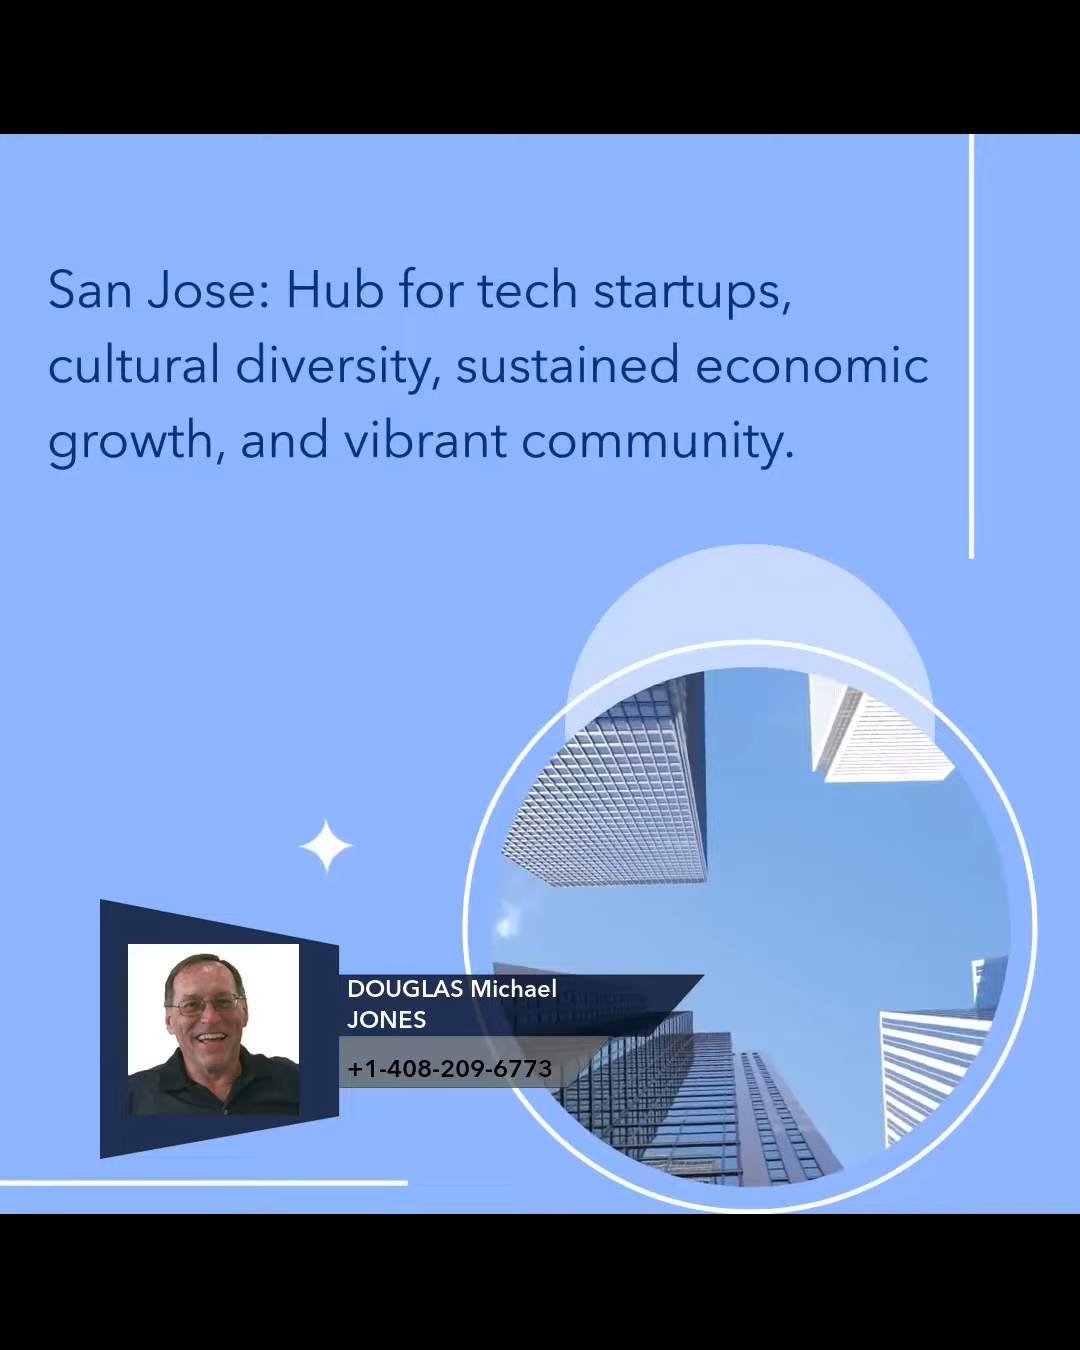 San Jose: Hub for tech startups,
cultural diversity, sustained economic
growth, and vibrant community.
DOUGLAS Michael
JONES
+1-408-209-6773